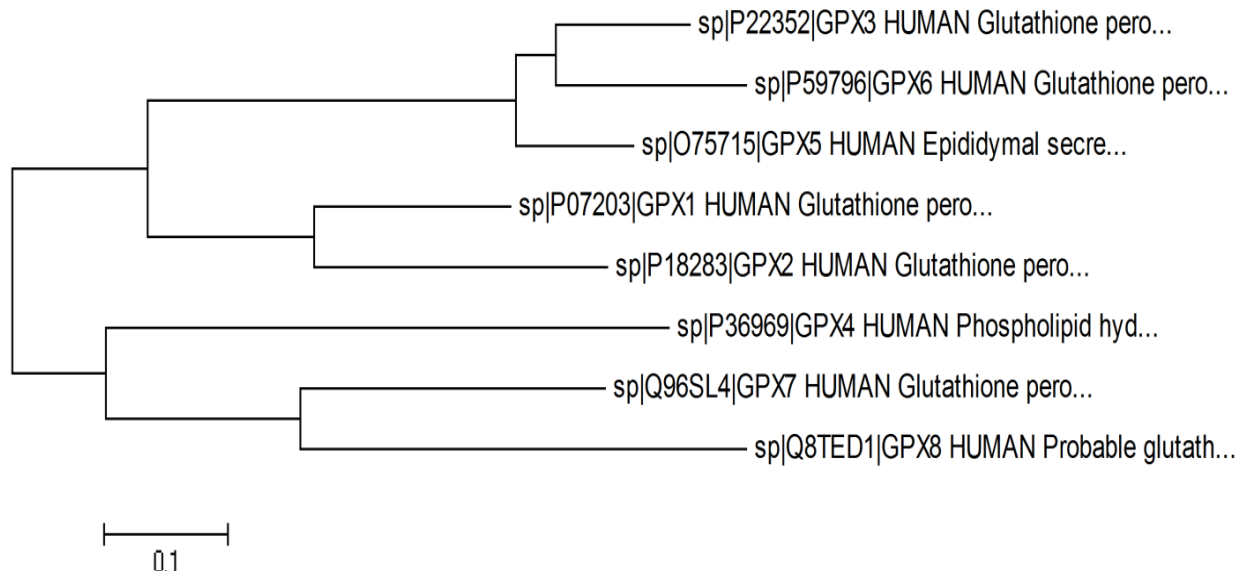 sp|P22352|GPX3 HUMAN Glutathione pero...
sp|P59796|GPX6 HUMAN Glutathione pero...
sp|O75715|GPX5 HUMAN Epididymal secre...
sp|P07203|GPX1 HUMAN Glutathione pero...
sp|P18283|GPX2 HUMAN Glutathione pero...
sp|P36969|GPX4 HUMAN Phospholipid hyd...
sp|Q96SL4|GPX7 HUMAN Glutathione pero...
sp|Q8TED1|GPX8 HUMAN Probable glutath...
0.1